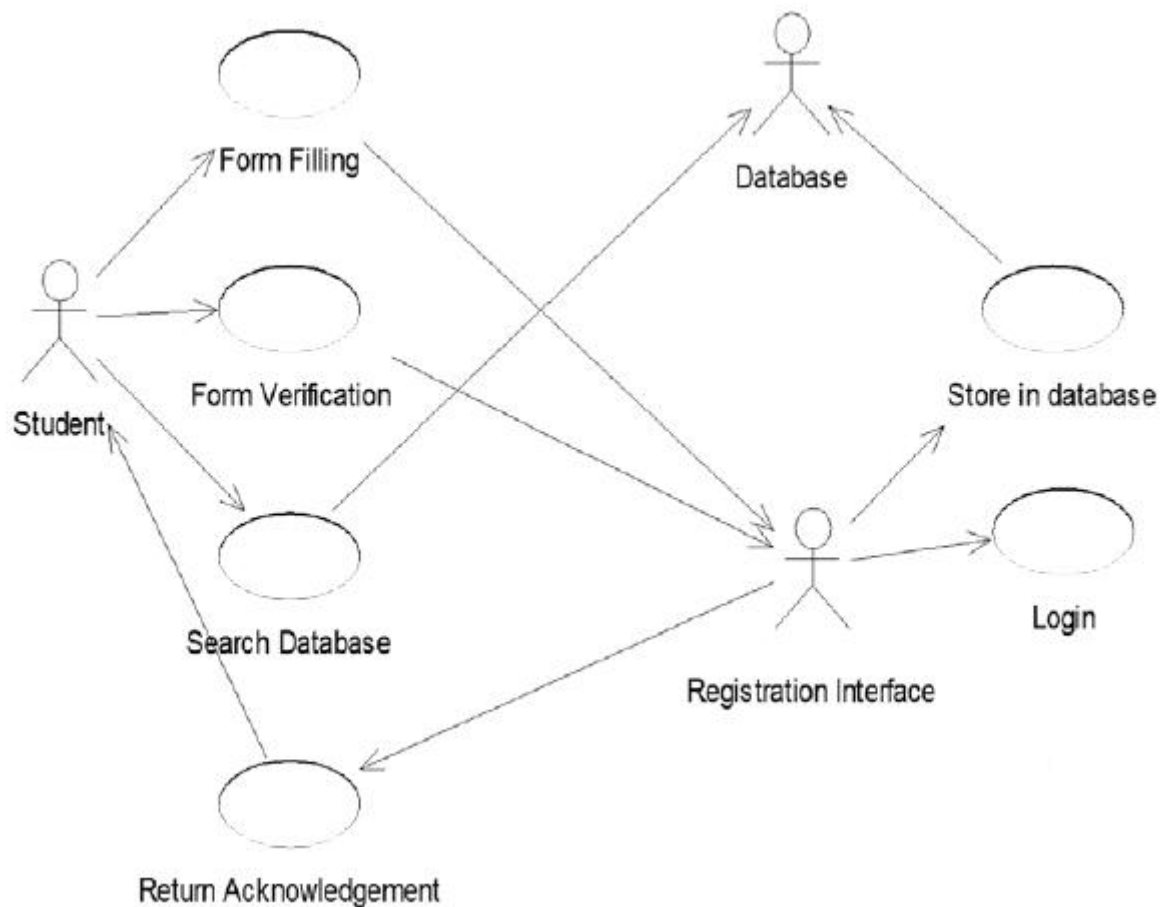 Form Filling
Database
Form Verification
Store in database
Student
Search Database
Login
Registration Interface
Return Acknowledgement